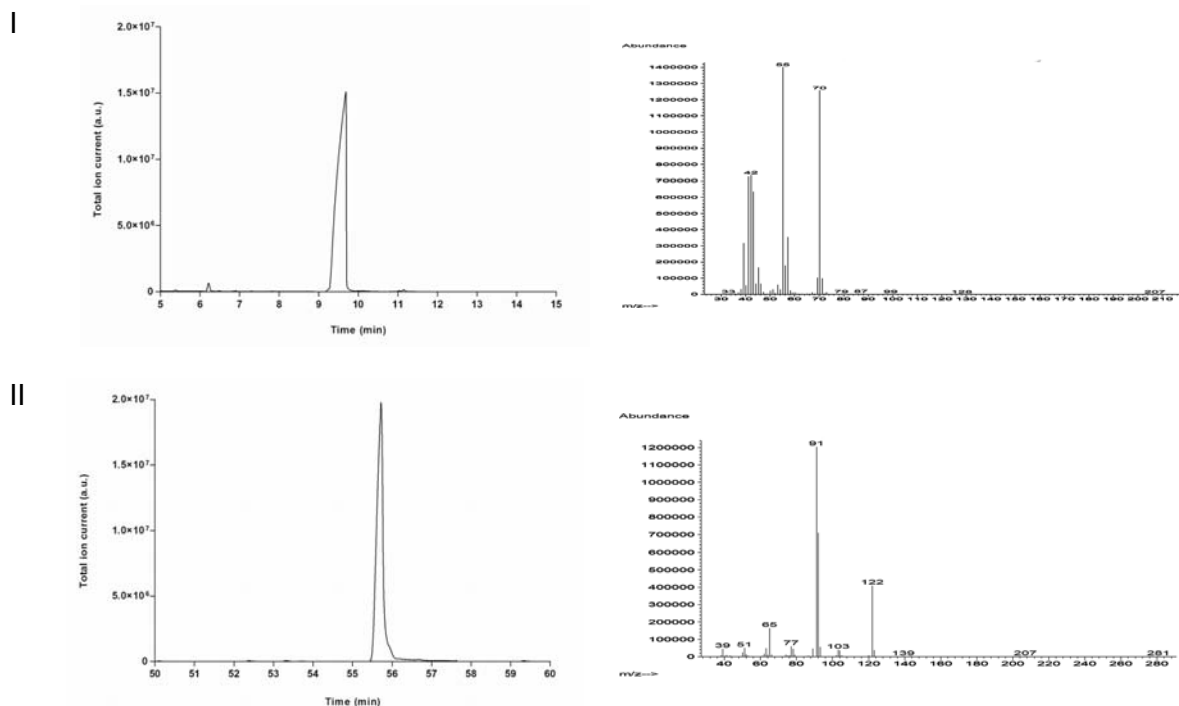 I
2.0×10⁷
1.5×10⁷
1.0×10⁷
5.0×10⁶
0
Total ion current (a.u.)
5 6 7 8 9 10 11 12 13 14 15
Time (min)
Abundance
1400000
1300000
1200000
1100000
1000000
900000
800000
700000
600000
500000
400000
300000
200000
100000
0
55
70
42
33 79 87 99 128 207
30 40 50 60 70 80 90 100 110 120 130 140 150 160 170 180 190 200 210
m/z-->
II
2.0×10⁷
1.5×10⁷
1.0×10⁷
5.0×10⁶
0
Total ion current (a.u.)
50 51 52 53 54 55 56 57 58 59 60
Time (min)
Abundance
1200000
1100000
1000000
900000
800000
700000
600000
500000
400000
300000
200000
100000
0
91
122
65
39 51 77 103 139 207 281
40 60 80 100 120 140 160 180 200 220 240 260 280
m/z-->